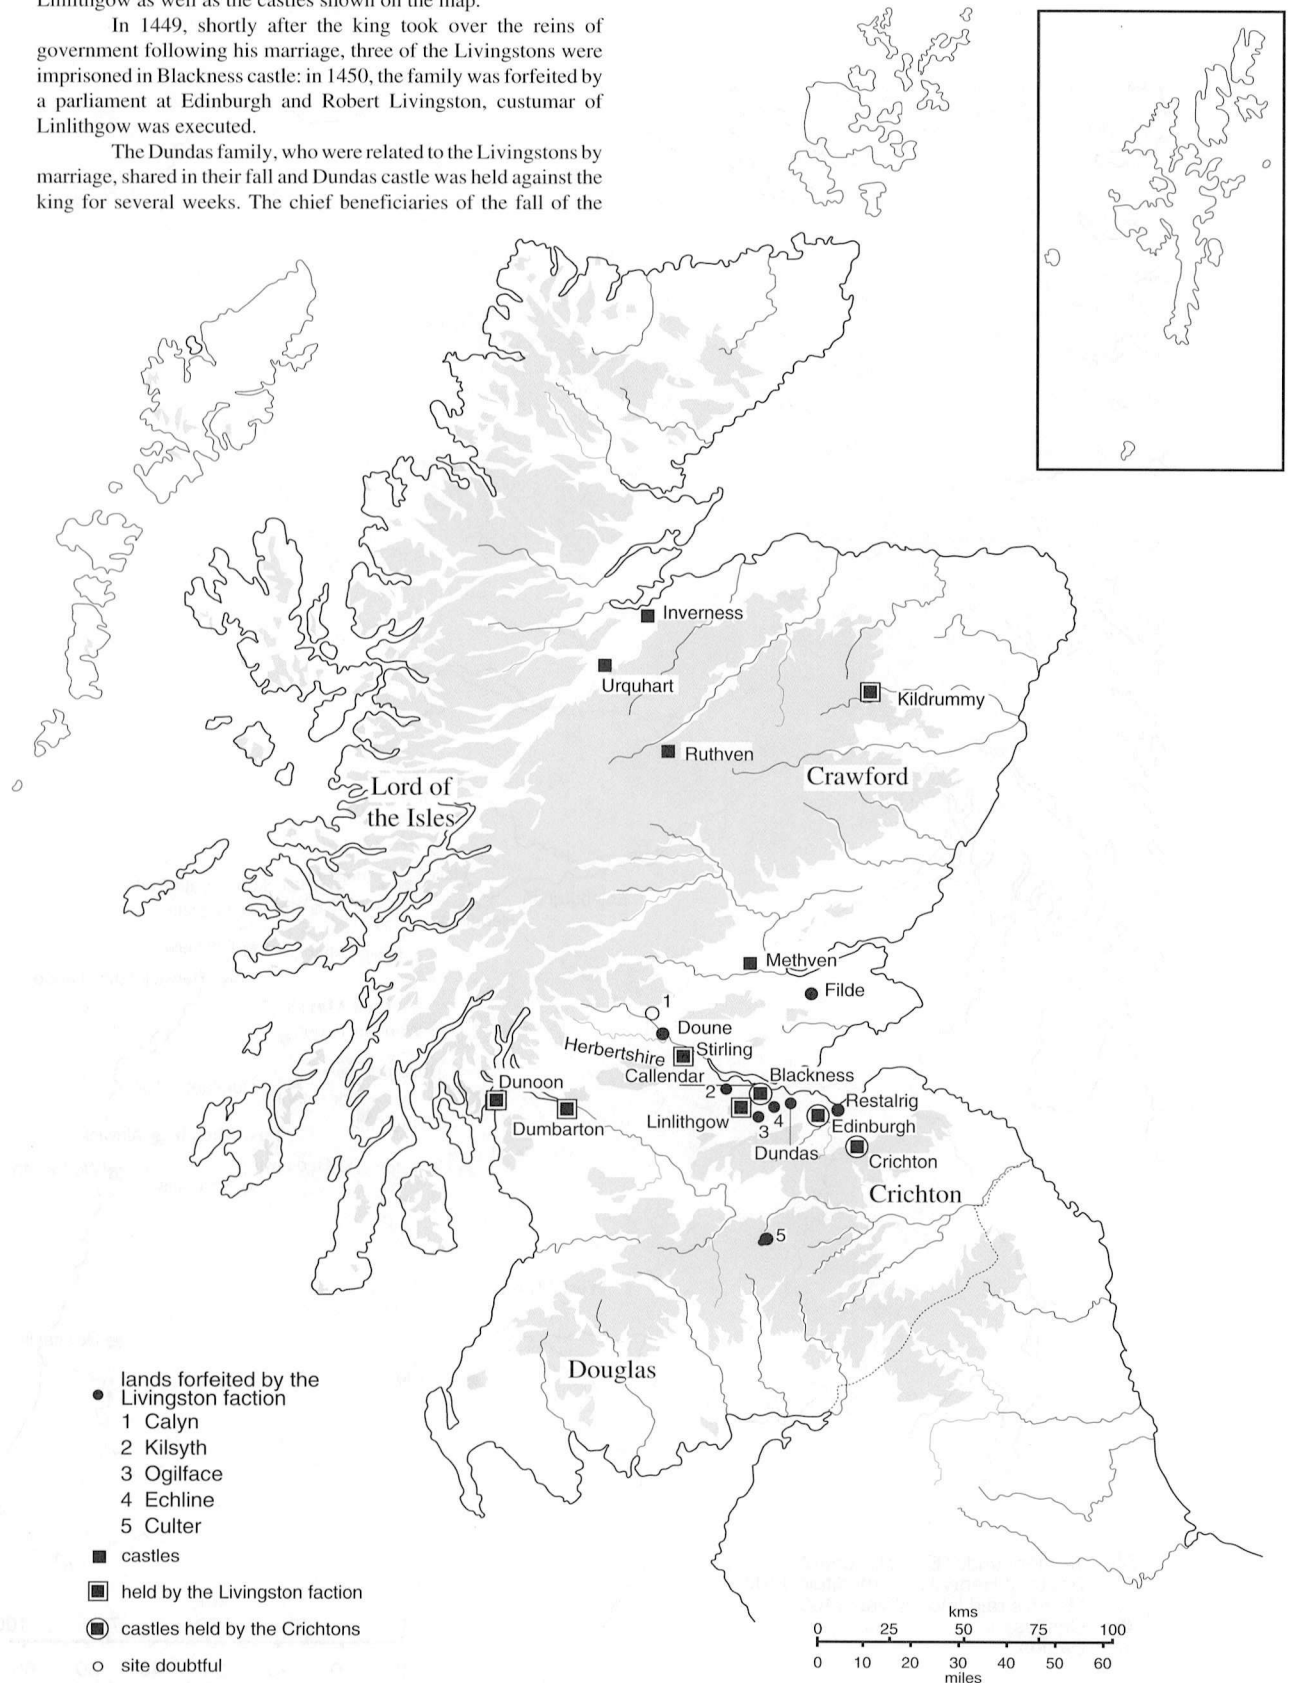 Linlithgow as well as the castles shown on the map.
In 1449, shortly after the king took over the reins of
government following his marriage, three of the Livingstons were
imprisoned in Blackness castle: in 1450, the family was forfeited by
a parliament at Edinburgh and Robert Livingston, custumar of
Linlithgow was executed.
The Dundas family, who were related to the Livingstons by
marriage, shared in their fall and Dundas castle was held against the
king for several weeks. The chief beneficiaries of the fall of the
Inverness
Urquhart
Kildrummy
Ruthven
Crawford
Lord of
the Isles
Methven
Filde
1
Doune
Herbertshire
Stirling
Callendar
Blackness
Dunoon
2
Restalrig
Dumbarton
Linlithgow
3
4
Edinburgh
Dundas
Crichton
Crichton
5
Douglas
lands forfeited by the
Livingston faction
1 Calyn
2 Kilsyth
3 Ogilface
4 Echline
5 Culter
castles
held by the Livingston faction
castles held by the Crichtons
site doubtful
kms
0 25 50 75 100
0 10 20 30 40 50 60
miles